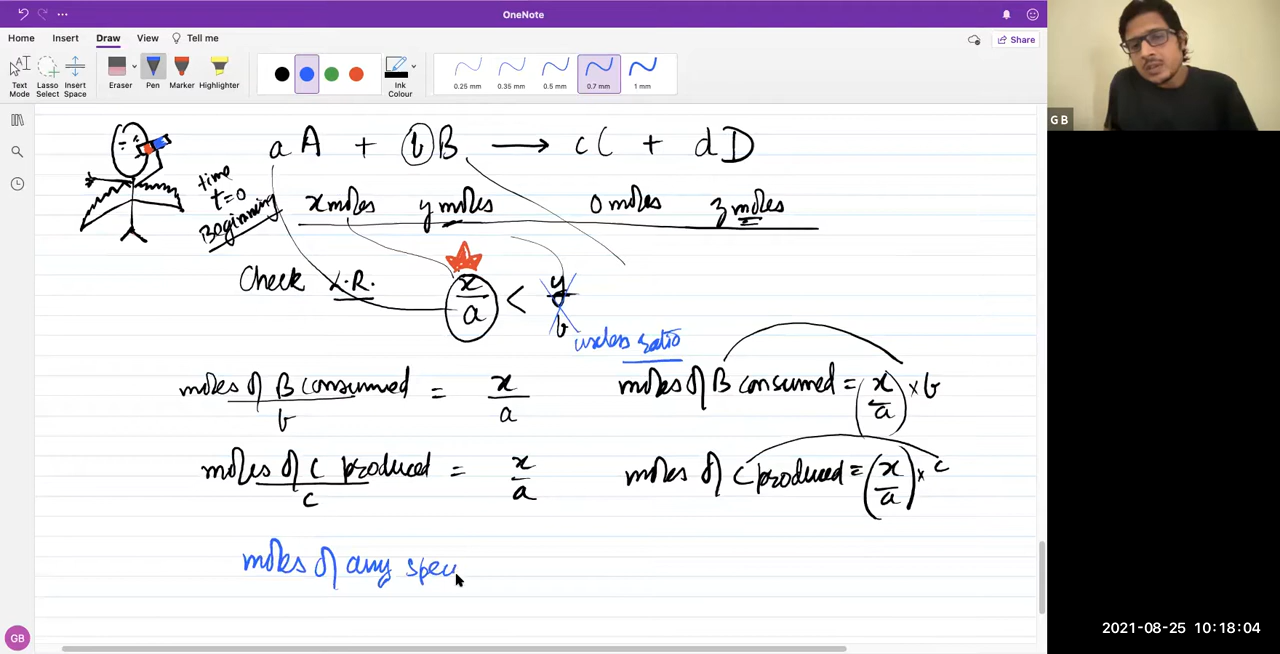 OneNote
Home Insert Draw View Tell me
Share
Text Mode Lasso Select Insert Space Eraser Pen Marker Highlighter Ink Colour 0.25 mm 0.35 mm 0.5 mm 0.7 mm 1 mm
G B
aA + bB → cC + dD
time t=0 Beginning
x moles y moles 0 moles z moles
Check L.R. x/a < y/b
useless ratio
moles of B consumed / b = x/a moles of B consumed = (x/a) × b
moles of C produced / c = x/a moles of C produced = (x/a) × c
moles of any spec
GB
2021-08-25 10:18:04